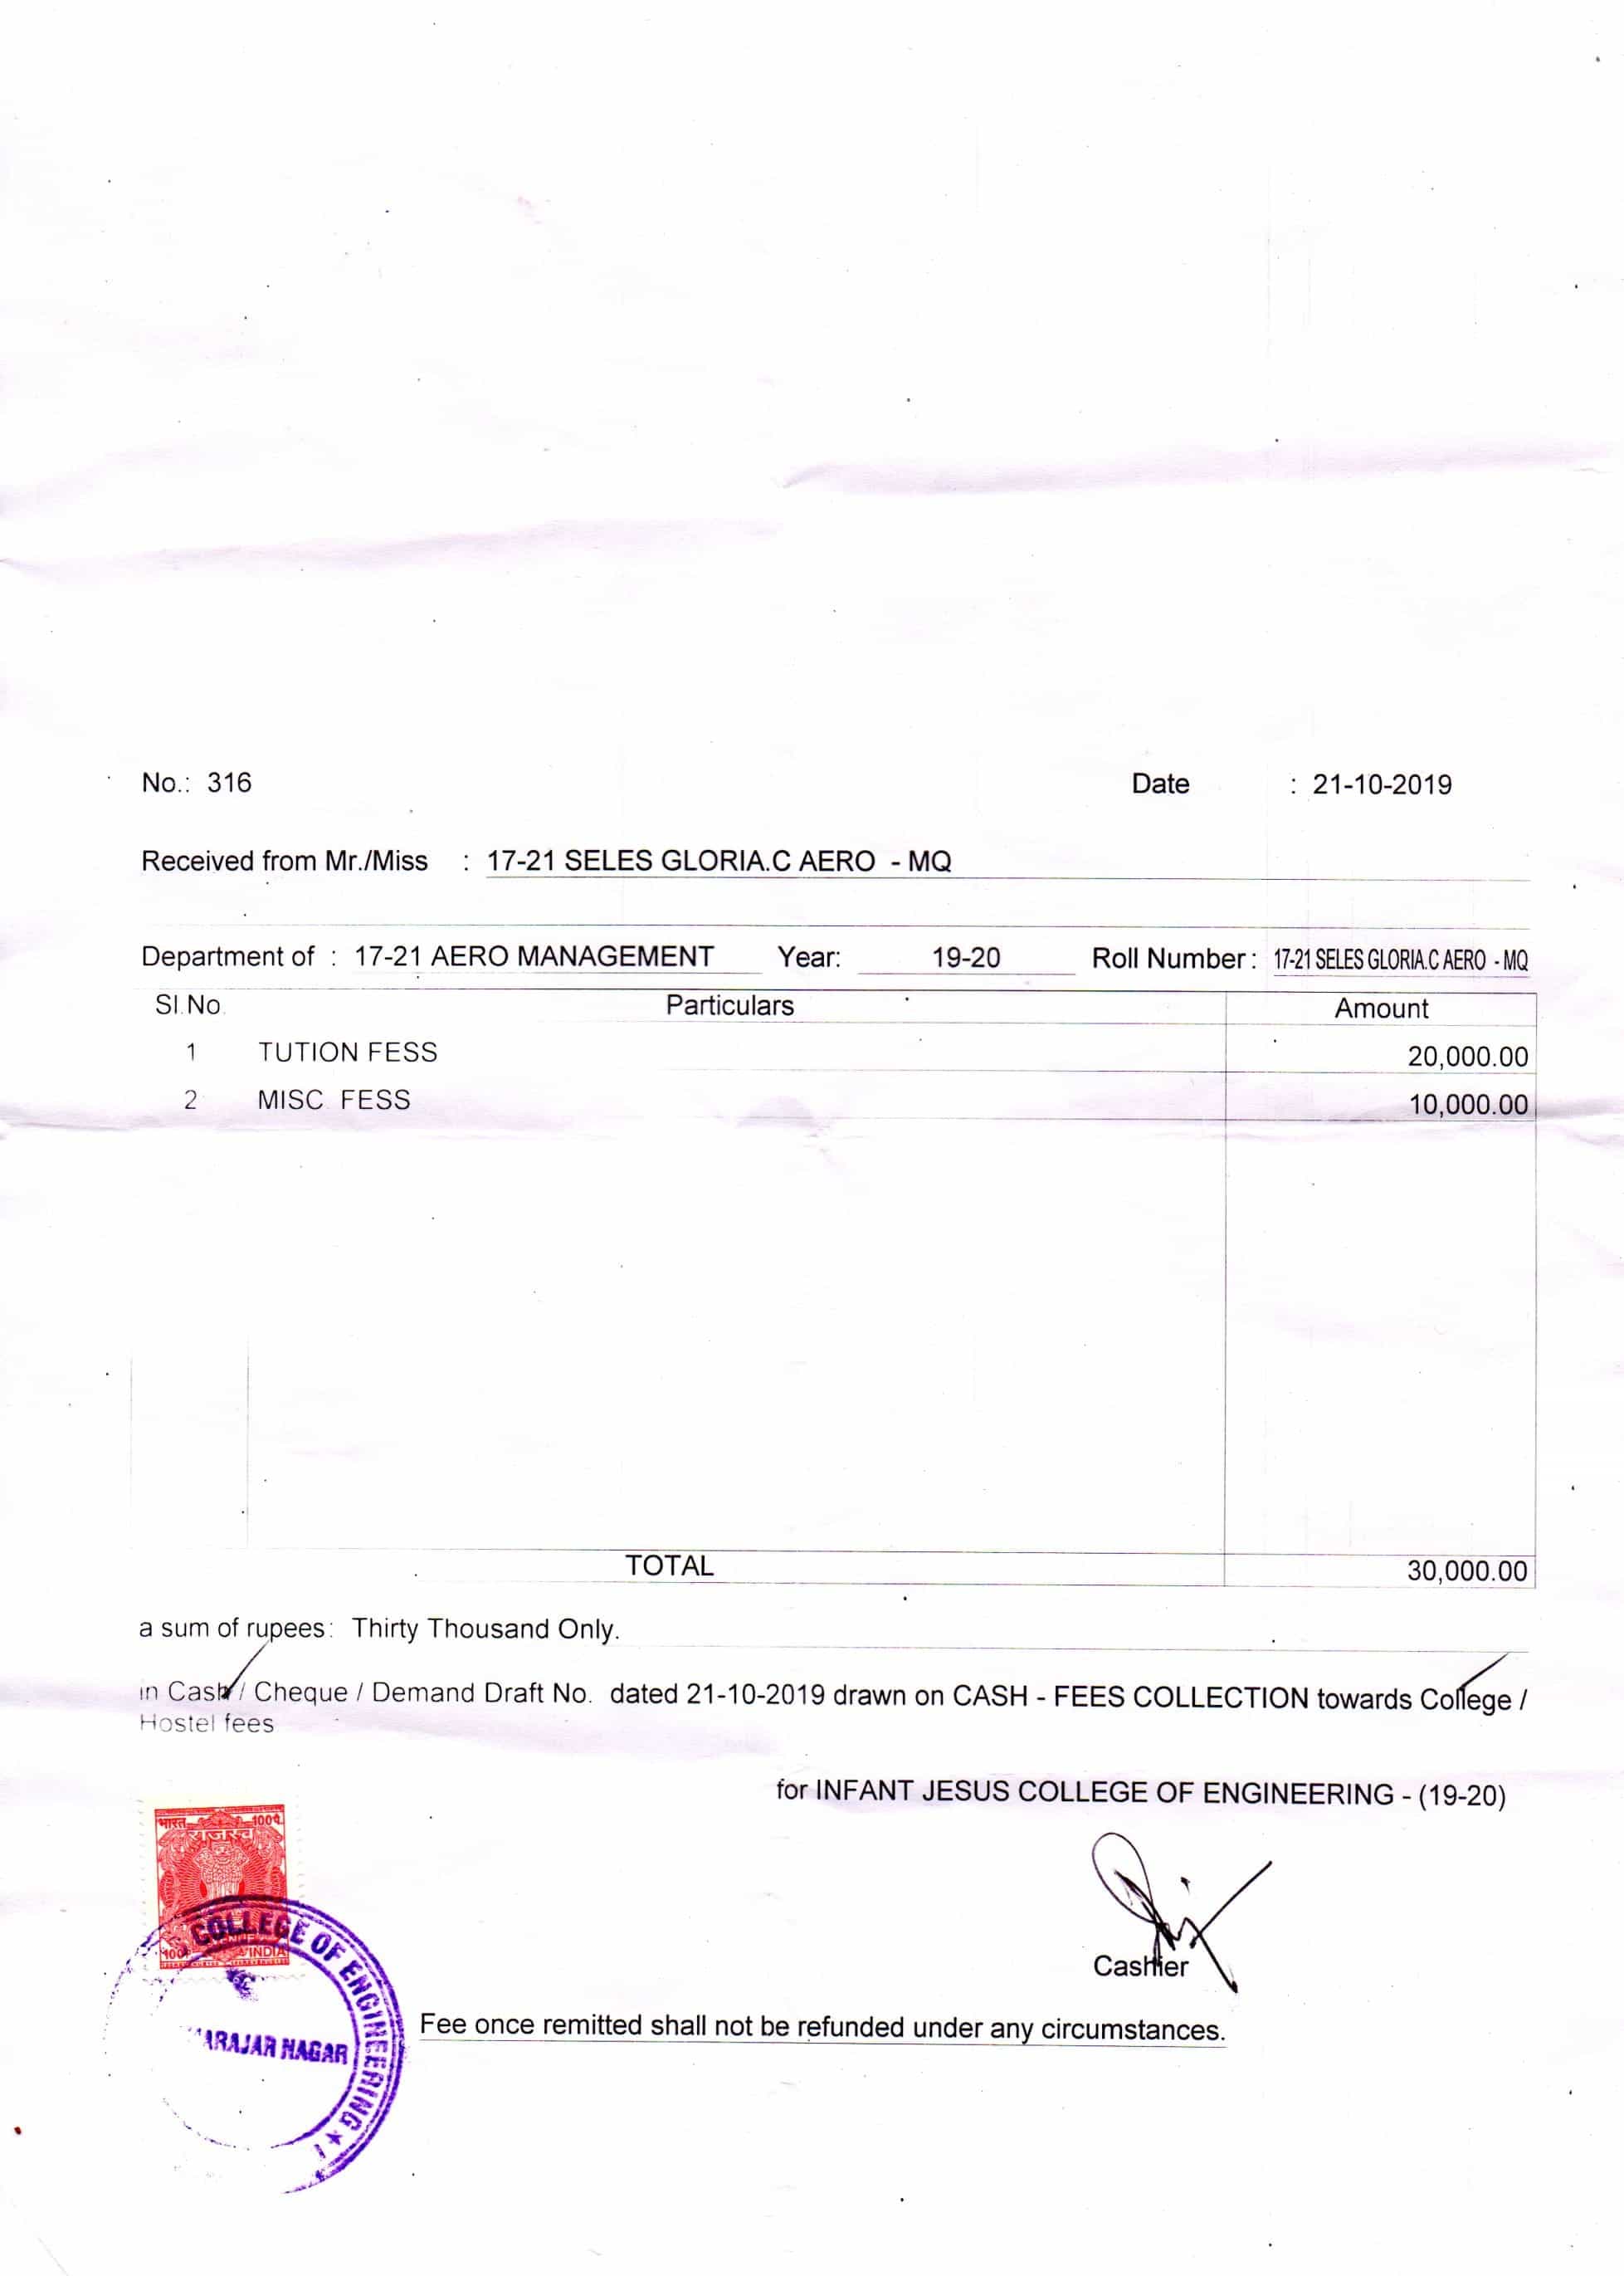 No.: 316 Date : 21-10-2019
Received from Mr./Miss : 17-21 SELES GLORIA.C AERO - MQ
Department of : 17-21 AERO MANAGEMENT Year: 19-20 Roll Number : 17-21 SELES GLORIA.C AERO - MQ
Sl.No. Particulars Amount
1 TUTION FESS 20,000.00
2 MISC FESS 10,000.00
TOTAL 30,000.00
a sum of rupees: Thirty Thousand Only.
in Cash / Cheque / Demand Draft No. dated 21-10-2019 drawn on CASH - FEES COLLECTION towards College /
Hostel fees
for INFANT JESUS COLLEGE OF ENGINEERING - (19-20)
भारत 100प
राजस्व
INDIA
COLLEGE OF ENGINEERING ★
ARAJAR NAGAR
Cashier
Fee once remitted shall not be refunded under any circumstances.